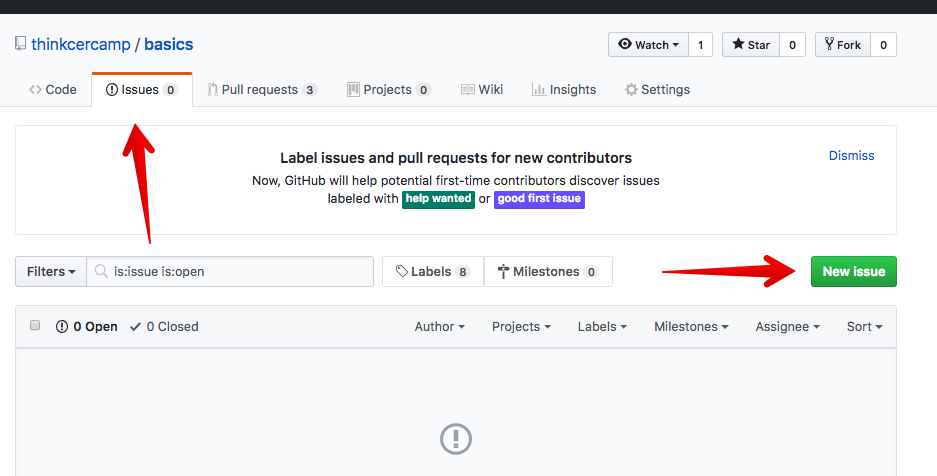 thinkcercamp / basics
Watch 1 Star 0 Fork 0
Code Issues 0 Pull requests 3 Projects 0 Wiki Insights Settings
Label issues and pull requests for new contributors
Dismiss
Now, GitHub will help potential first-time contributors discover issues
labeled with help wanted or good first issue
Filters is:issue is:open Labels 8 Milestones 0 New issue
0 Open 0 Closed Author Projects Labels Milestones Assignee Sort